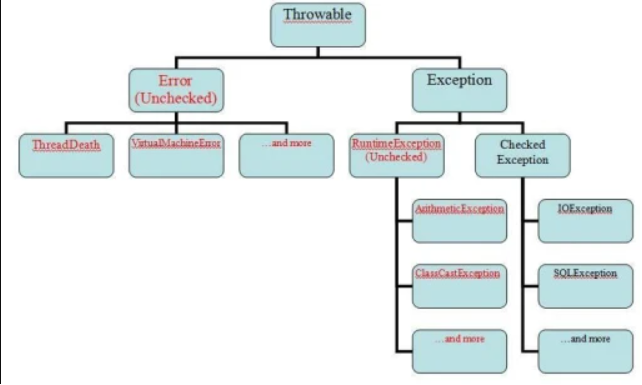 Throwable
Error
(Unchecked)
Exception
ThreadDeath
VirtualMachineError
...and more
RuntimeException
(Unchecked)
Checked
Exception
ArithmeticException
IOException
ClassCastException
SQLException
...and more
...and more